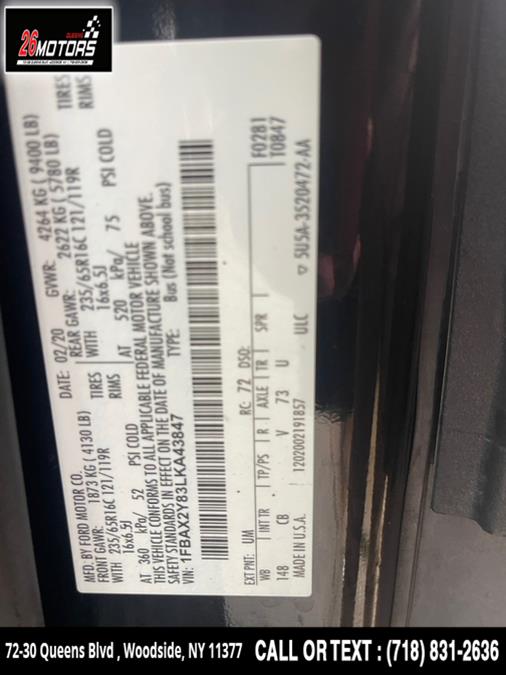 QUEENS
26MOTORS
MFD. BY FORD MOTOR CO.
DATE: 02/20
GVWR: 4264 KG ( 9400 LB)
FRONT GAWR: 1873 KG ( 4130 LB)
REAR GAWR: 2622 KG ( 5780 LB)
WITH 235/65R16C 121/119R TIRES
WITH 235/65R16C 121/119R TIRES
16x6.5J RIMS
16x6.5J RIMS
AT 360 kPa/ 52 PSI COLD
AT 520 kPa/ 75 PSI COLD
THIS VEHICLE CONFORMS TO ALL APPLICABLE FEDERAL MOTOR VEHICLE
SAFETY STANDARDS IN EFFECT ON THE DATE OF MANUFACTURE SHOWN ABOVE.
VIN: 1FBAX2Y83LKA43847
TYPE: Bus (Not school bus)
F0281
T0847
EXT PNT: UM RC: 72 DSO:
WB INT TR TP/PS R AXLE TR SPR
148 CB V 73 U
MADE IN U.S.A. 1202002191857 ULC 5U5A-3520472-AA
72-30 Queens Blvd , Woodside, NY 11377 CALL OR TEXT : (718) 831-2636